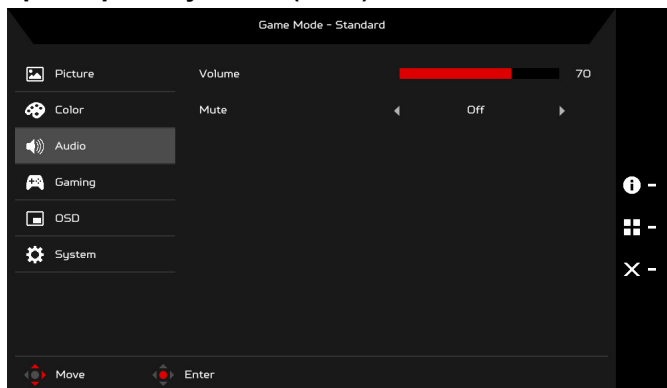 Game Mode - Standard
Picture
Volume 70
Color
Mute Off
Audio
Gaming
OSD
System
Move Enter